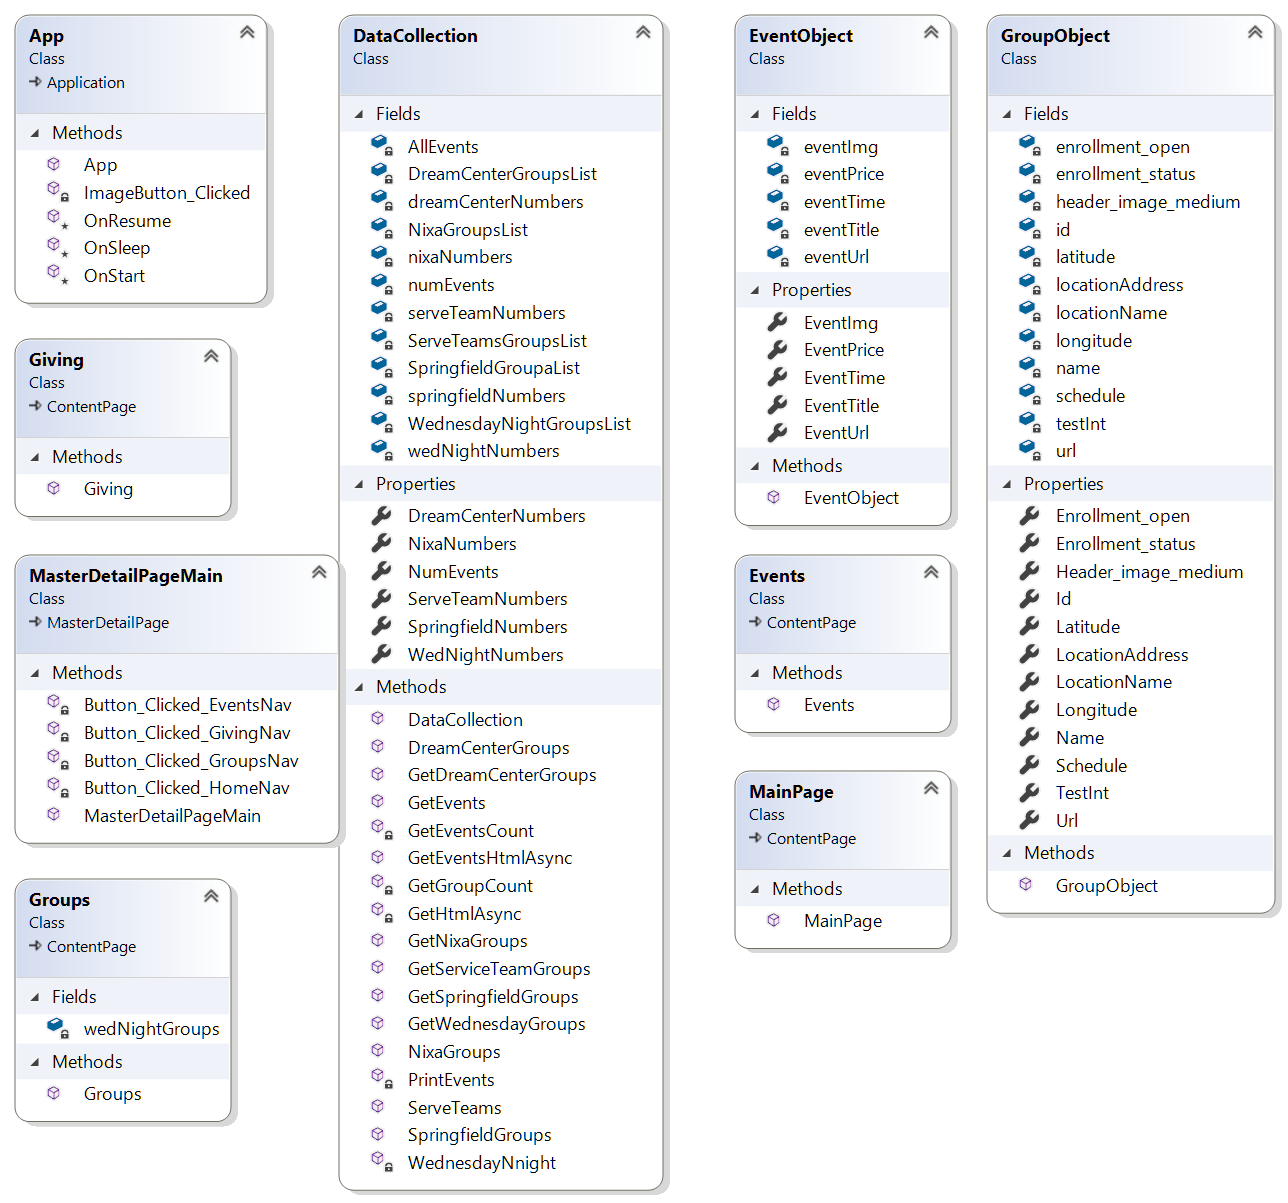 App
Class
Application
Methods
App
ImageButton_Clicked
OnResume
OnSleep
OnStart
Giving
Class
ContentPage
Methods
Giving
MasterDetailPageMain
Class
MasterDetailPage
Methods
Button_Clicked_EventsNav
Button_Clicked_GivingNav
Button_Clicked_GroupsNav
Button_Clicked_HomeNav
MasterDetailPageMain
Groups
Class
ContentPage
Fields
wedNightGroups
Methods
Groups
DataCollection
Class
Fields
AllEvents
DreamCenterGroupsList
dreamCenterNumbers
NixaGroupsList
nixaNumbers
numEvents
serveTeamNumbers
ServeTeamsGroupsList
SpringfieldGroupaList
springfieldNumbers
WednesdayNightGroupsList
wedNightNumbers
Properties
DreamCenterNumbers
NixaNumbers
NumEvents
ServeTeamNumbers
SpringfieldNumbers
WedNightNumbers
Methods
DataCollection
DreamCenterGroups
GetDreamCenterGroups
GetEvents
GetEventsCount
GetEventsHtmlAsync
GetGroupCount
GetHtmlAsync
GetNixaGroups
GetServiceTeamGroups
GetSpringfieldGroups
GetWednesdayGroups
NixaGroups
PrintEvents
ServeTeams
SpringfieldGroups
WednesdayNnight
EventObject
Class
Fields
eventImg
eventPrice
eventTime
eventTitle
eventUrl
Properties
EventImg
EventPrice
EventTime
EventTitle
EventUrl
Methods
EventObject
Events
Class
ContentPage
Methods
Events
MainPage
Class
ContentPage
Methods
MainPage
GroupObject
Class
Fields
enrollment_open
enrollment_status
header_image_medium
id
latitude
locationAddress
locationName
longitude
name
schedule
testInt
url
Properties
Enrollment_open
Enrollment_status
Header_image_medium
Id
Latitude
LocationAddress
LocationName
Longitude
Name
Schedule
TestInt
Url
Methods
GroupObject